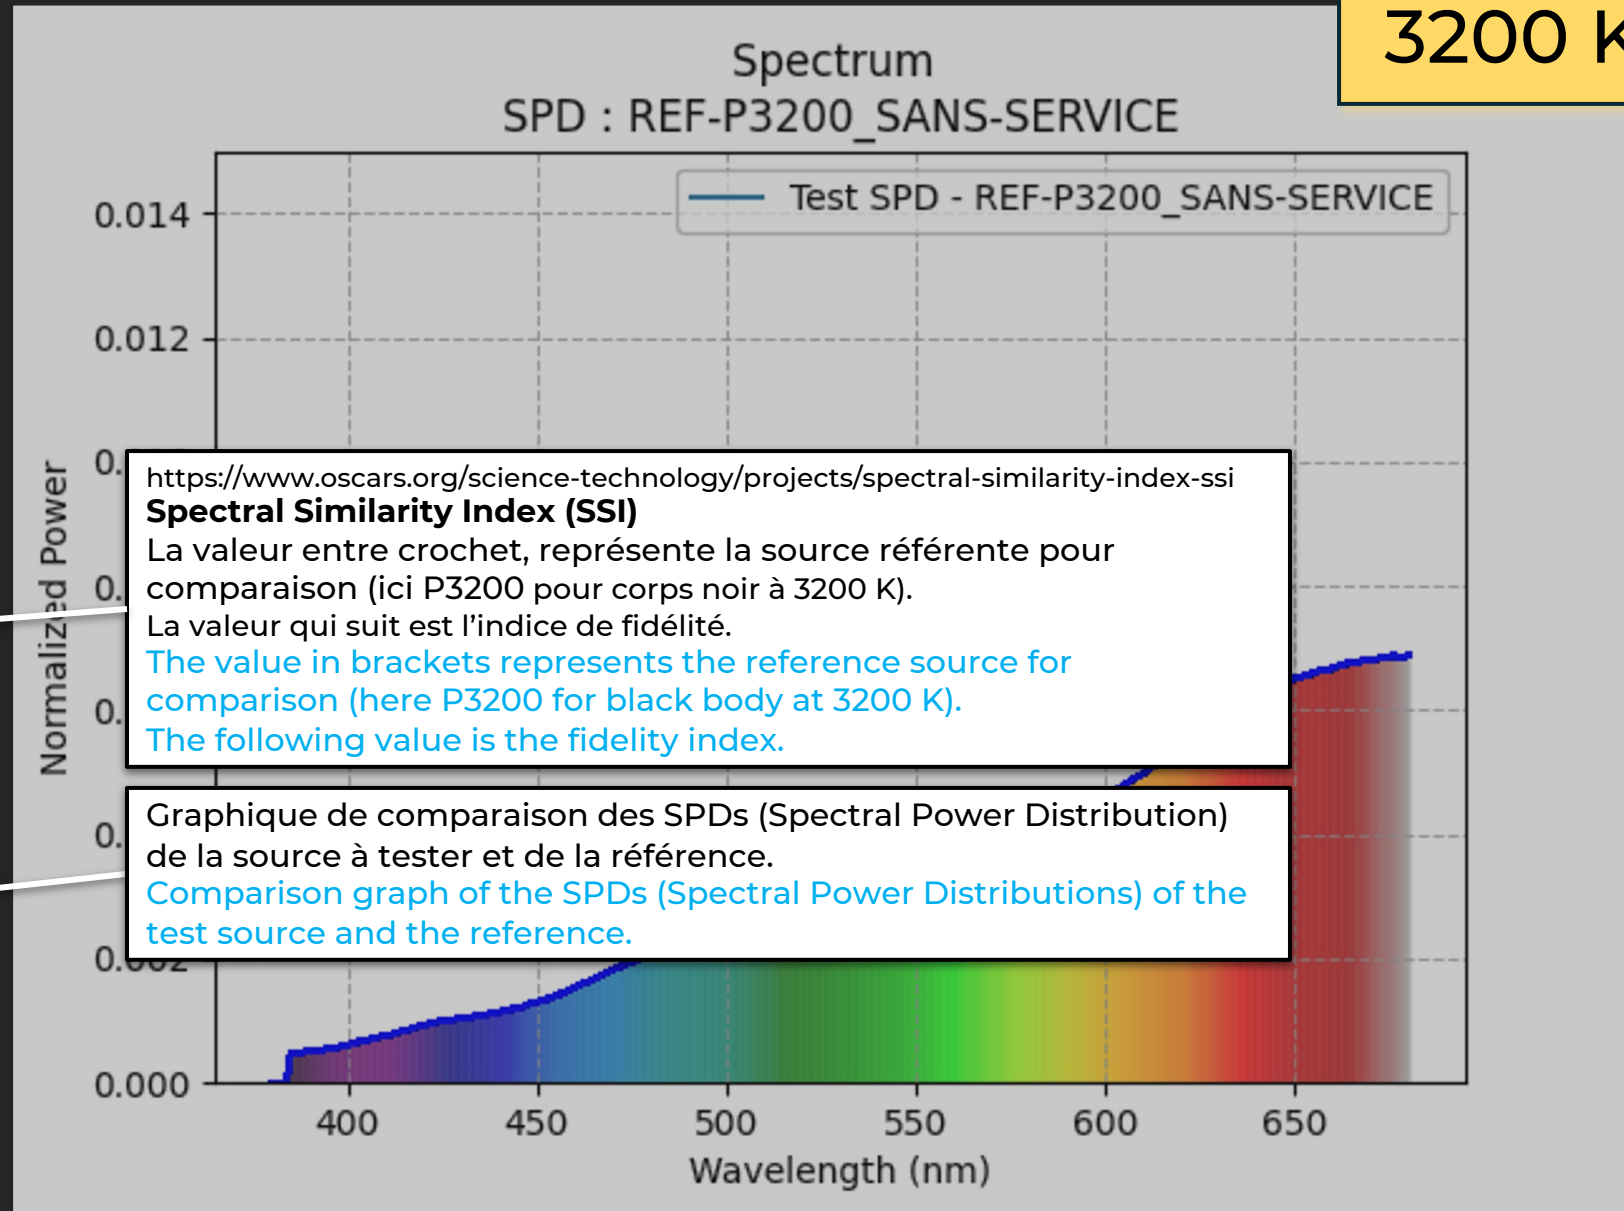 3200 K
Spectrum
SPD : REF-P3200_SANS-SERVICE
Test SPD - REF-P3200_SANS-SERVICE
0.014
0.012
https://www.oscars.org/science-technology/projects/spectral-similarity-index-ssi
Spectral Similarity Index (SSI)
La valeur entre crochet, représente la source référente pour
comparaison (ici P3200 pour corps noir à 3200 K).
La valeur qui suit est l’indice de fidélité.
The value in brackets represents the reference source for
comparison (here P3200 for black body at 3200 K).
The following value is the fidelity index.
Graphique de comparaison des SPDs (Spectral Power Distribution)
de la source à tester et de la référence.
Comparison graph of the SPDs (Spectral Power Distributions) of the
test source and the reference.
0.002
0.000
Normalized Power
400 450 500 550 600 650
Wavelength (nm)